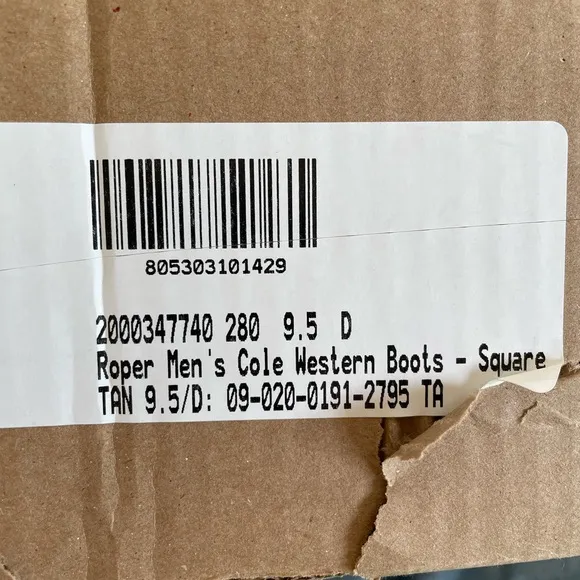 805303101429
2000347740 280 9.5 D
Roper Men's Cole Western Boots - Square
TAN 9.5/D: 09-020-0191-2795 TA